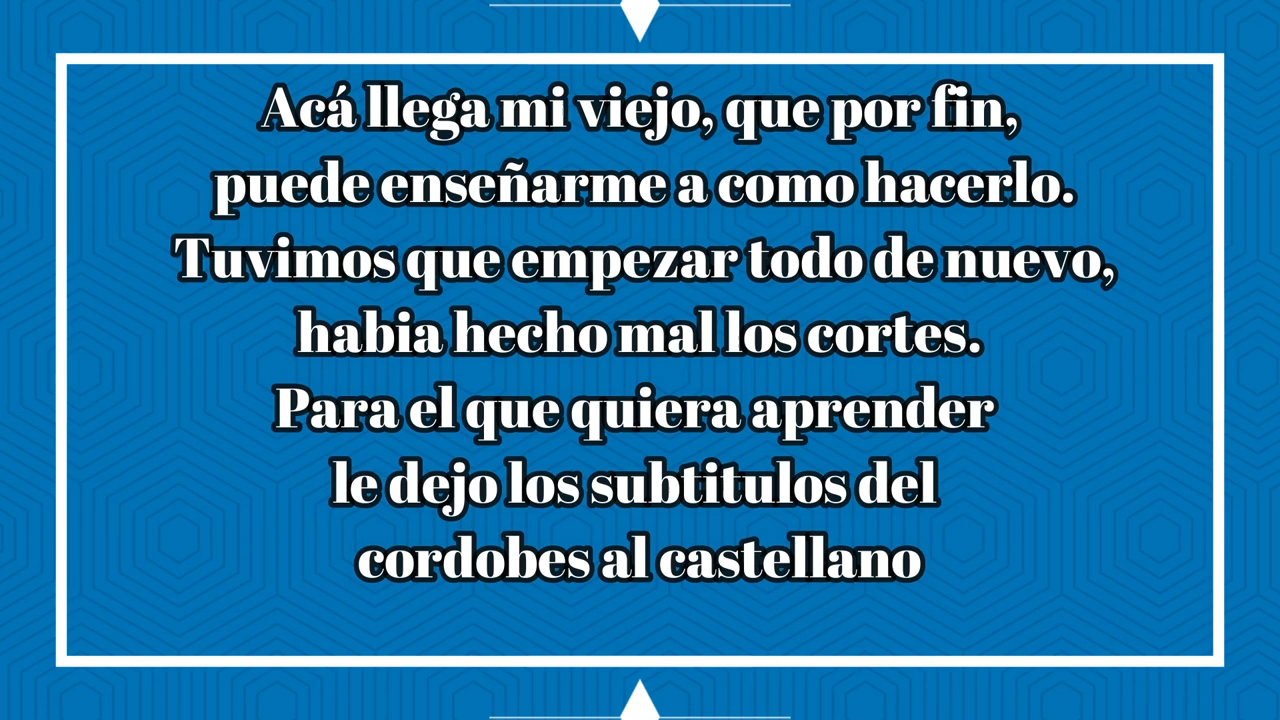 Acá llega mi viejo, que por fin,
puede enseñarme a como hacerlo.
Tuvimos que empezar todo de nuevo,
habia hecho mal los cortes.
Para el que quiera aprender
le dejo los subtitulos del
cordobes al castellano